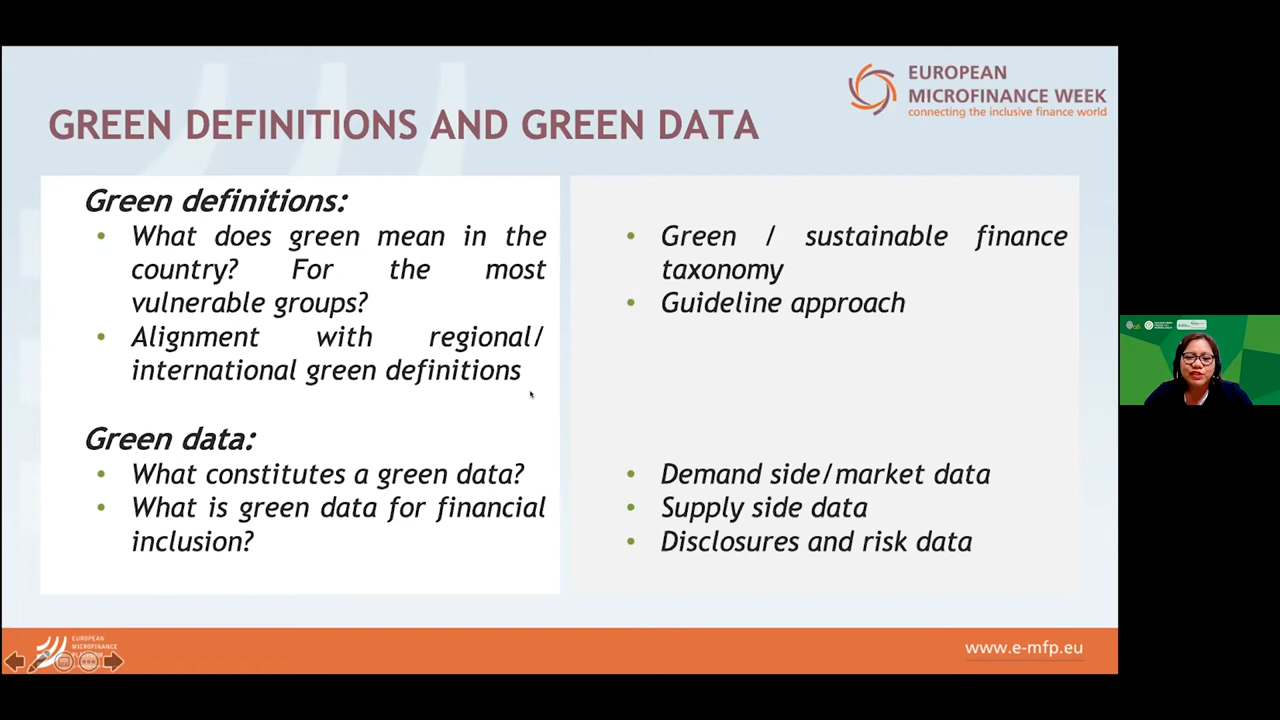 EUROPEAN
MICROFINANCE WEEK
connecting the inclusive finance world
GREEN DEFINITIONS AND GREEN DATA
Green definitions:
• What does green mean in the
country? For the most
vulnerable groups?
• Alignment with regional/
international green definitions
Green data:
• What constitutes a green data?
• What is green data for financial
inclusion?
• Green / sustainable finance
taxonomy
• Guideline approach
• Demand side/market data
• Supply side data
• Disclosures and risk data
EUROPEAN
MICROFINANCE
www.e-mfp.eu